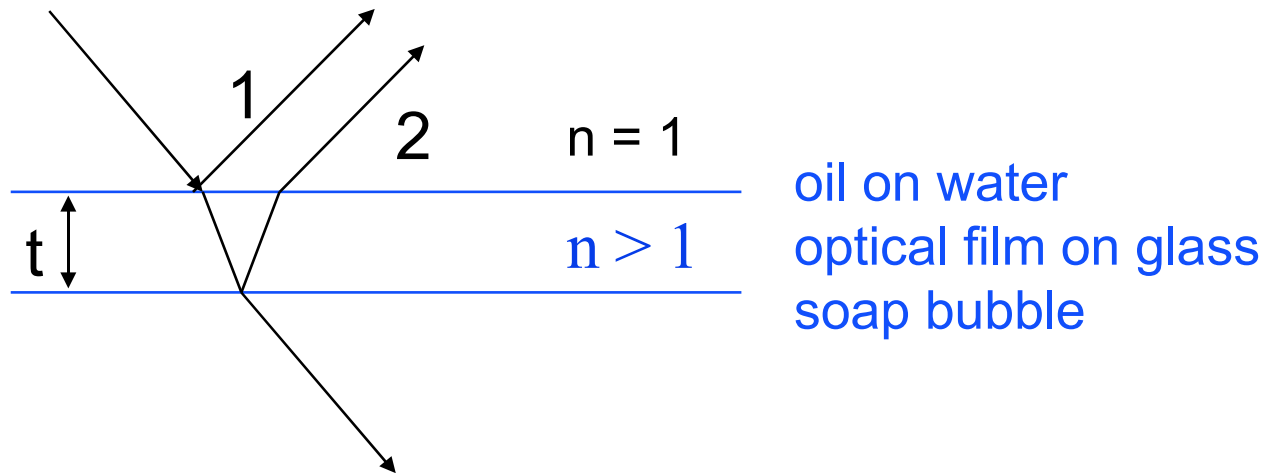 1
2
n = 1
t
n > 1
oil on water
optical film on glass
soap bubble